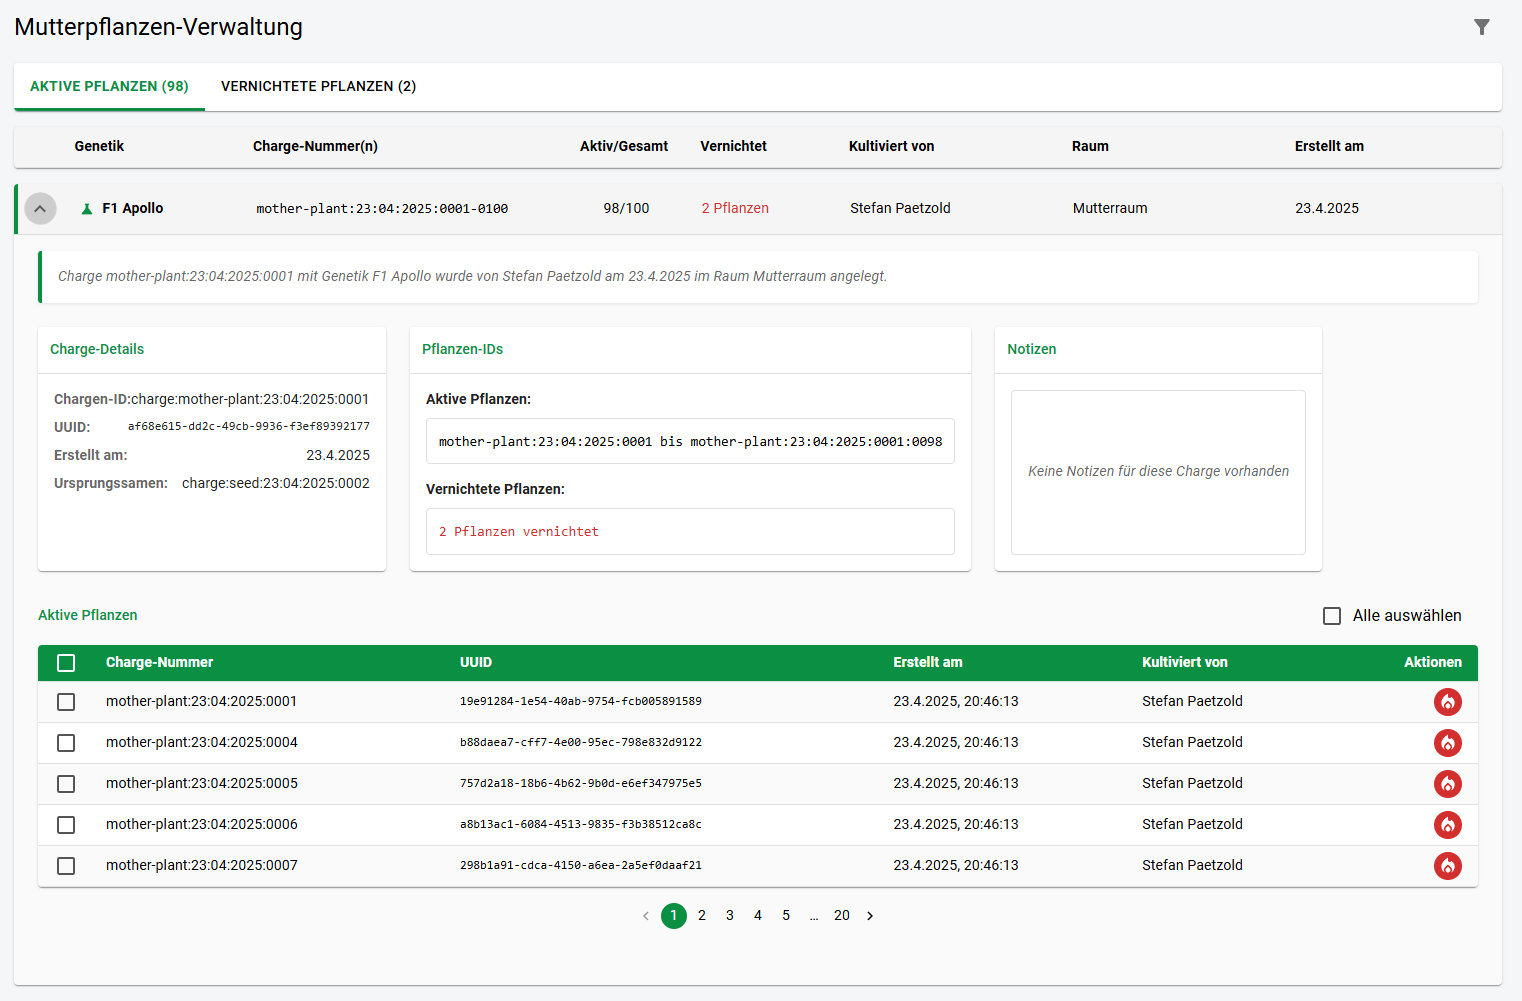 Mutterpflanzen-Verwaltung
AKTIVE PFLANZEN (98) VERNICHTETE PFLANZEN (2)
Genetik Charge-Nummer(n) Aktiv/Gesamt Vernichtet Kultiviert von Raum Erstellt am
F1 Apollo mother-plant:23:04:2025:0001-0100 98/100 2 Pflanzen Stefan Paetzold Mutterraum 23.4.2025
Charge mother-plant:23:04:2025:0001 mit Genetik F1 Apollo wurde von Stefan Paetzold am 23.4.2025 im Raum Mutterraum angelegt.
Charge-Details
Chargen-ID:charge:mother-plant:23:04:2025:0001
UUID: af68e615-dd2c-49cb-9936-f3ef89392177
Erstellt am: 23.4.2025
Ursprungssamen: charge:seed:23:04:2025:0002
Pflanzen-IDs
Aktive Pflanzen:
mother-plant:23:04:2025:0001 bis mother-plant:23:04:2025:0001:0098
Vernichtete Pflanzen:
2 Pflanzen vernichtet
Notizen
Keine Notizen für diese Charge vorhanden
Aktive Pflanzen Alle auswählen
Charge-Nummer UUID Erstellt am Kultiviert von Aktionen
mother-plant:23:04:2025:0001 19e91284-1e54-40ab-9754-fcb005891589 23.4.2025, 20:46:13 Stefan Paetzold
mother-plant:23:04:2025:0004 b88daea7-cff7-4e00-95ec-798e832d9122 23.4.2025, 20:46:13 Stefan Paetzold
mother-plant:23:04:2025:0005 757d2a18-18b6-4b62-9b0d-e6ef347975e5 23.4.2025, 20:46:13 Stefan Paetzold
mother-plant:23:04:2025:0006 a8b13ac1-6084-4513-9835-f3b38512ca8c 23.4.2025, 20:46:13 Stefan Paetzold
mother-plant:23:04:2025:0007 298b1a91-cdca-4150-a6ea-2a5ef0daaf21 23.4.2025, 20:46:13 Stefan Paetzold
1 2 3 4 5 … 20